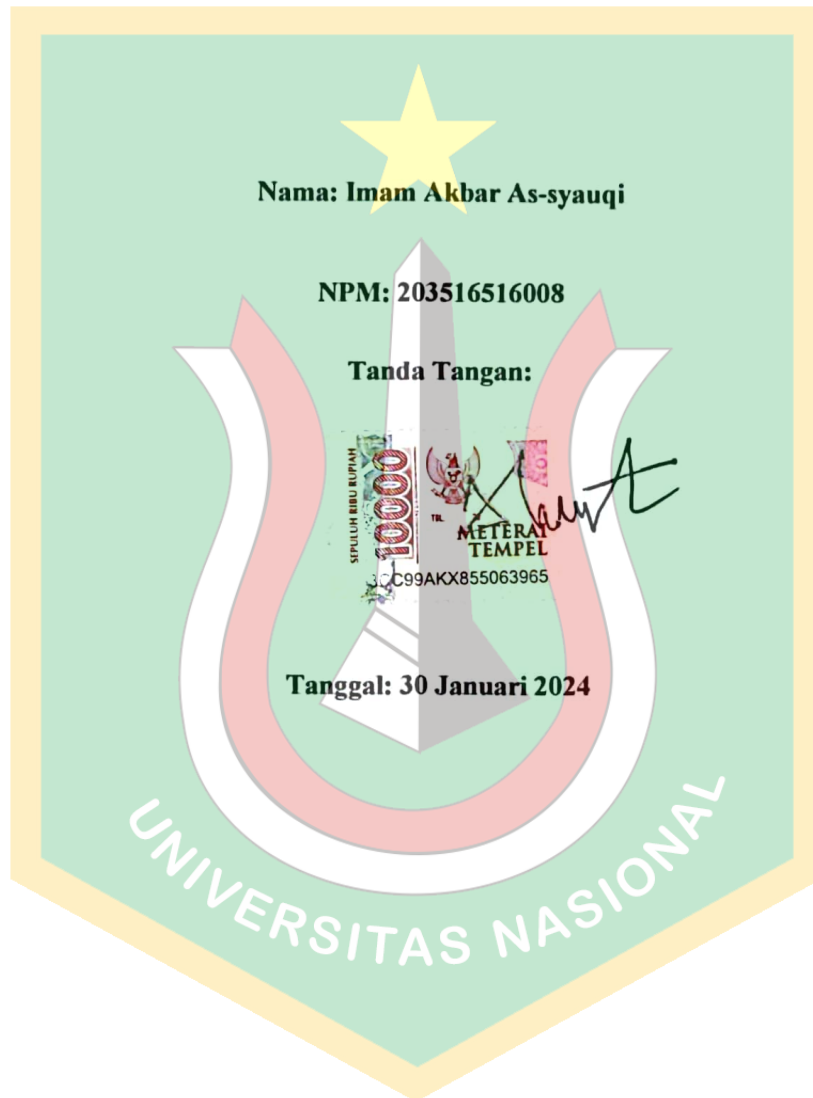 Nama: Imam Akbar As-syauqi
NPM: 203516516008
Tanda Tangan:
SEPULUH RIBU RUPIAH
10000
TBL
METERAI
TEMPEL
C99AKX855063965
Tanggal: 30 Januari 2024
UNIVERSITAS NASIONAL